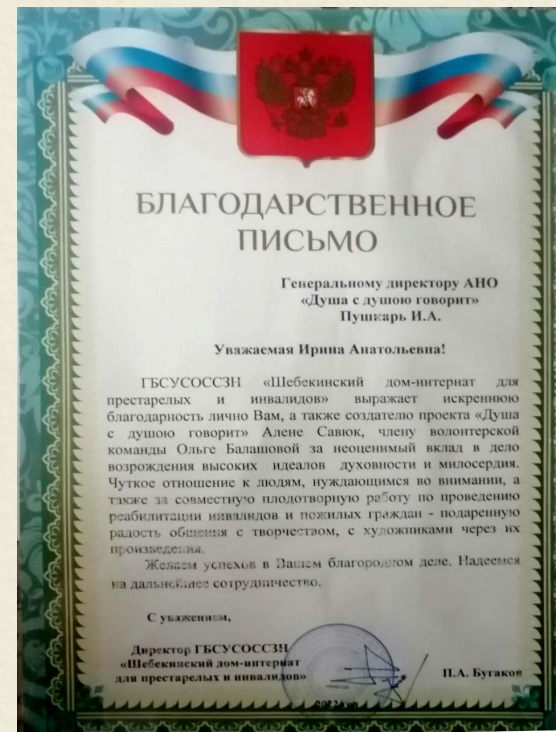 БЛАГОДАРСТВЕННОЕ
ПИСЬМО
Генеральному директору АНО
«Душа с душою говорит»
Пушкарь И.А.
Уважаемая Ирина Анатольевна!
ГБСУСОССЗН «Шебекинский дом-интернат для
престарелых и инвалидов» выражает искреннюю
благодарность лично Вам, а также создателю проекта «Душа
с душою говорит» Алене Савюк, члену волонтерской
команды Ольге Балашовой за неоценимый вклад в дело
возрождения высоких идеалов духовности и милосердия.
Чуткое отношение к людям, нуждающимся во внимании, а
также за совместную плодотворную работу по проведению
реабилитации инвалидов и пожилых граждан - подаренную
радость общения с творчеством, с художниками через их
произведения.
Желаем успехов в Вашем благородном деле. Надеемся
на дальнейшее сотрудничество.
С уважением,
Директор ГБСУСОССЗН
«Шебекинский дом-интернат
для престарелых и инвалидов» П.А. Бугаков